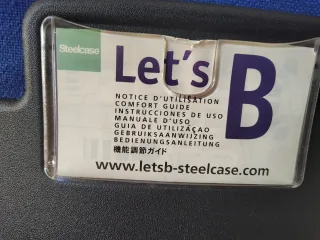 Steelcase
Let's B
NOTICE D'UTILISATION
COMFORT GUIDE
INSTRUCCIONES DE USO
MANUALE D'USO
GUIA DE UTILIZAÇAO
GEBRUIKSAANWIJZING
BEDIENUNGSANLEITUNG
機能調節ガイド
www.letsb-steelcase.com